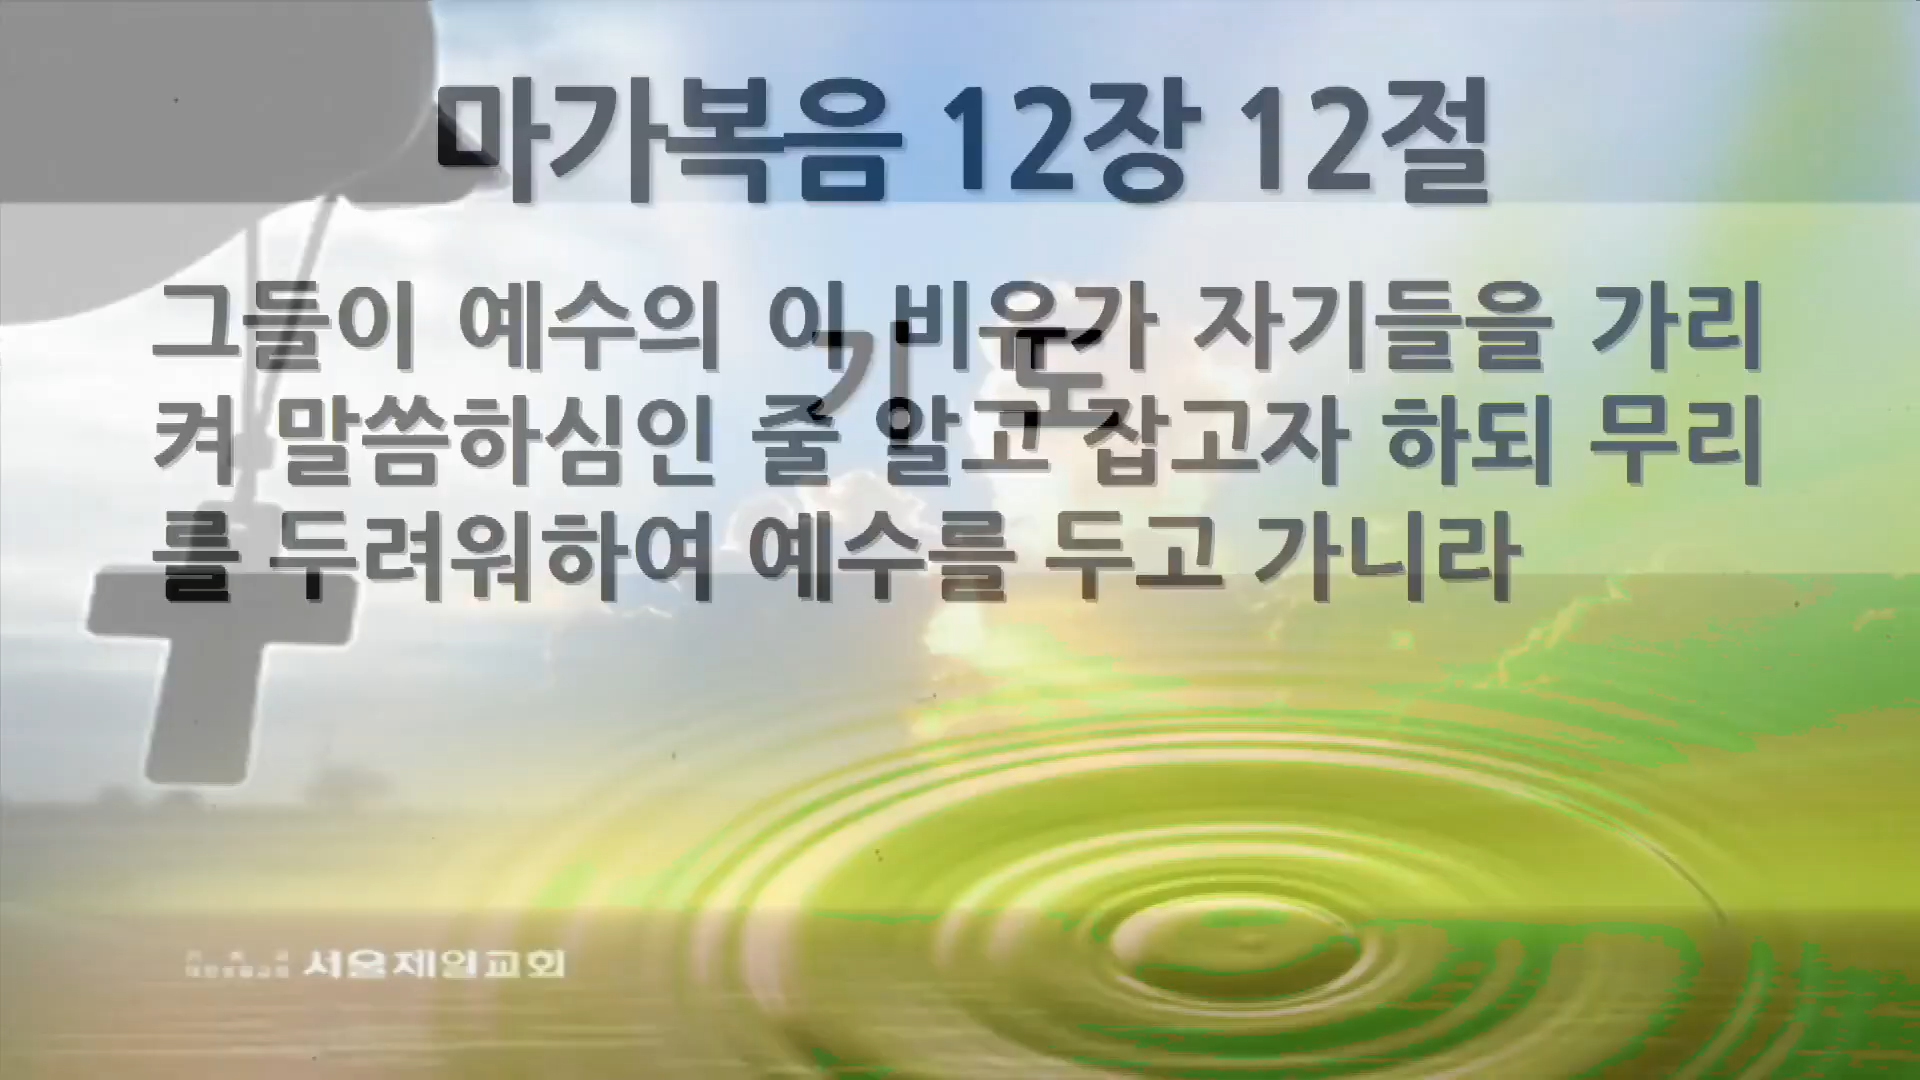 마가복음 12장 12절
그들이 예수의 이 비유가 자기들을 가리
기 도
켜 말씀하심인 줄 알고 잡고자 하되 무리
를 두려워하여 예수를 두고 가니라
서울제일교회